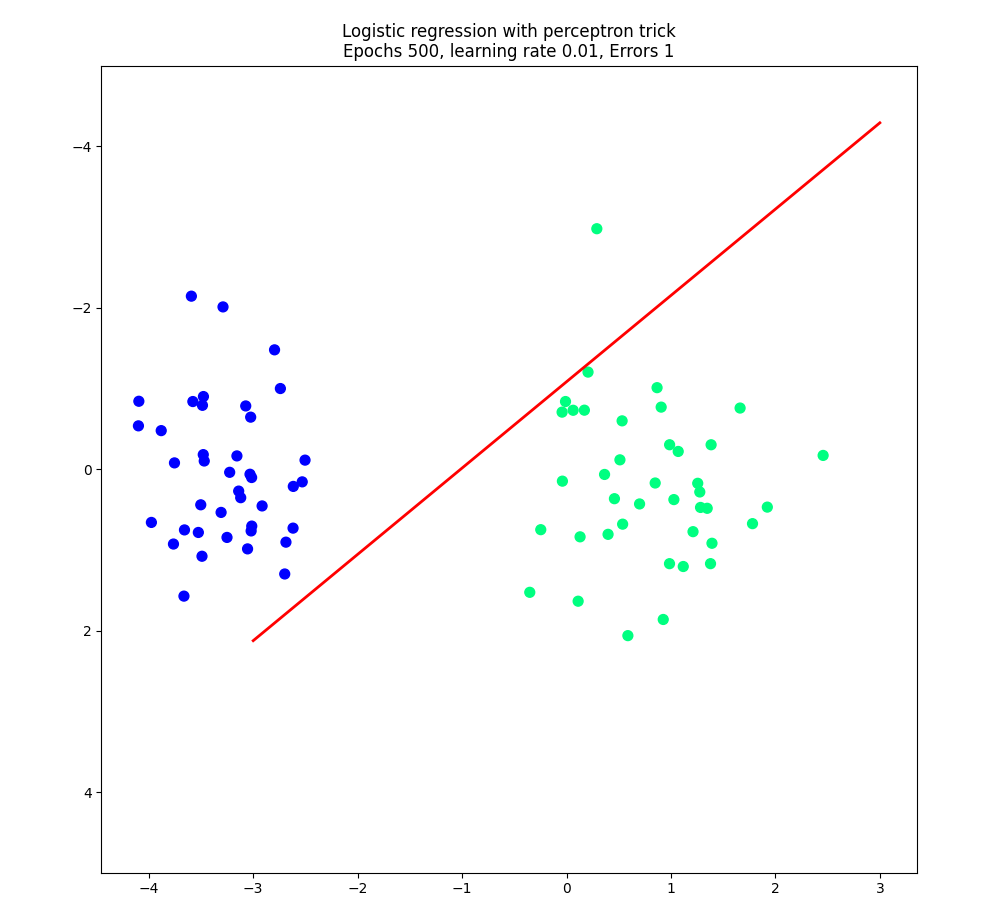 Logistic regression with perceptron trick
Epochs 500, learning rate 0.01, Errors 1
−4
−2
0
2
4
−4 −3 −2 −1 0 1 2 3